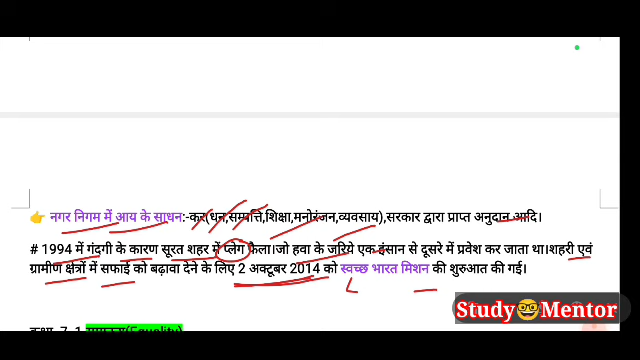 👉 नगर निगम में आय के साधन:-कर(धन,सम्पत्ति,शिक्षा,मनोरंजन,व्यवसाय),सरकार द्वारा प्राप्त अनुदान आदि।
# 1994 में गंदगी के कारण सूरत शहर में प्लेग फैला।जो हवा के जरिये एक इंसान से दूसरे में प्रवेश कर जाता था।शहरी एवं
ग्रामीण क्षेत्रों में सफाई को बढ़ावा देने के लिए 2 अक्टूबर 2014 को स्वच्छ भारत मिशन की शुरुआत की गई।
Study🤓Mentor
(Equality)